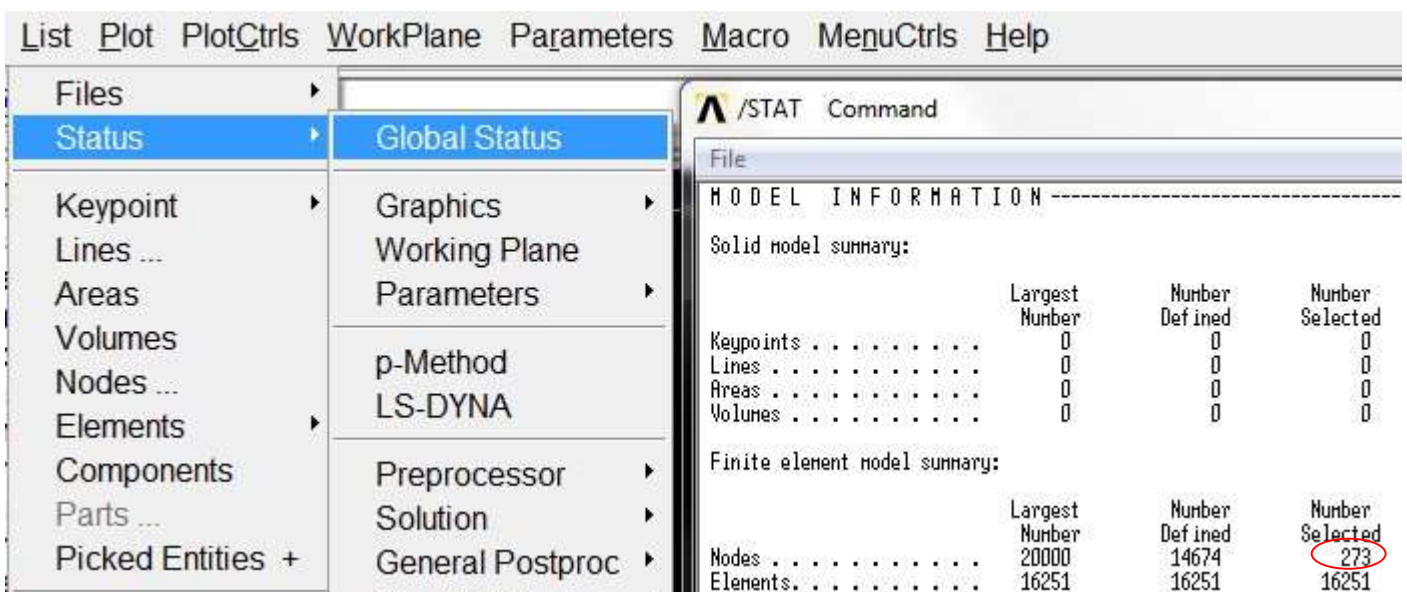 List Plot PlotCtrls WorkPlane Parameters Macro MenuCtrls Help
Files
Status
Keypoint
Lines ...
Areas
Volumes
Nodes ...
Elements
Components
Parts ...
Picked Entities +
Global Status
Graphics
Working Plane
Parameters
p-Method
LS-DYNA
Preprocessor
Solution
General Postproc
/STAT Command
File
MODEL INFORMATION------------------------------
Solid model summary:
Largest Number Number
Number Defined Selected
Keypoints . . . . . . . . . 0 0 0
Lines . . . . . . . . . . . 0 0 0
Areas . . . . . . . . . . . 0 0 0
Volumes . . . . . . . . . . 0 0 0
Finite element model summary:
Largest Number Number
Number Defined Selected
Nodes . . . . . . . . . . . 20000 14674 273
Elements. . . . . . . . . . 16251 16251 16251